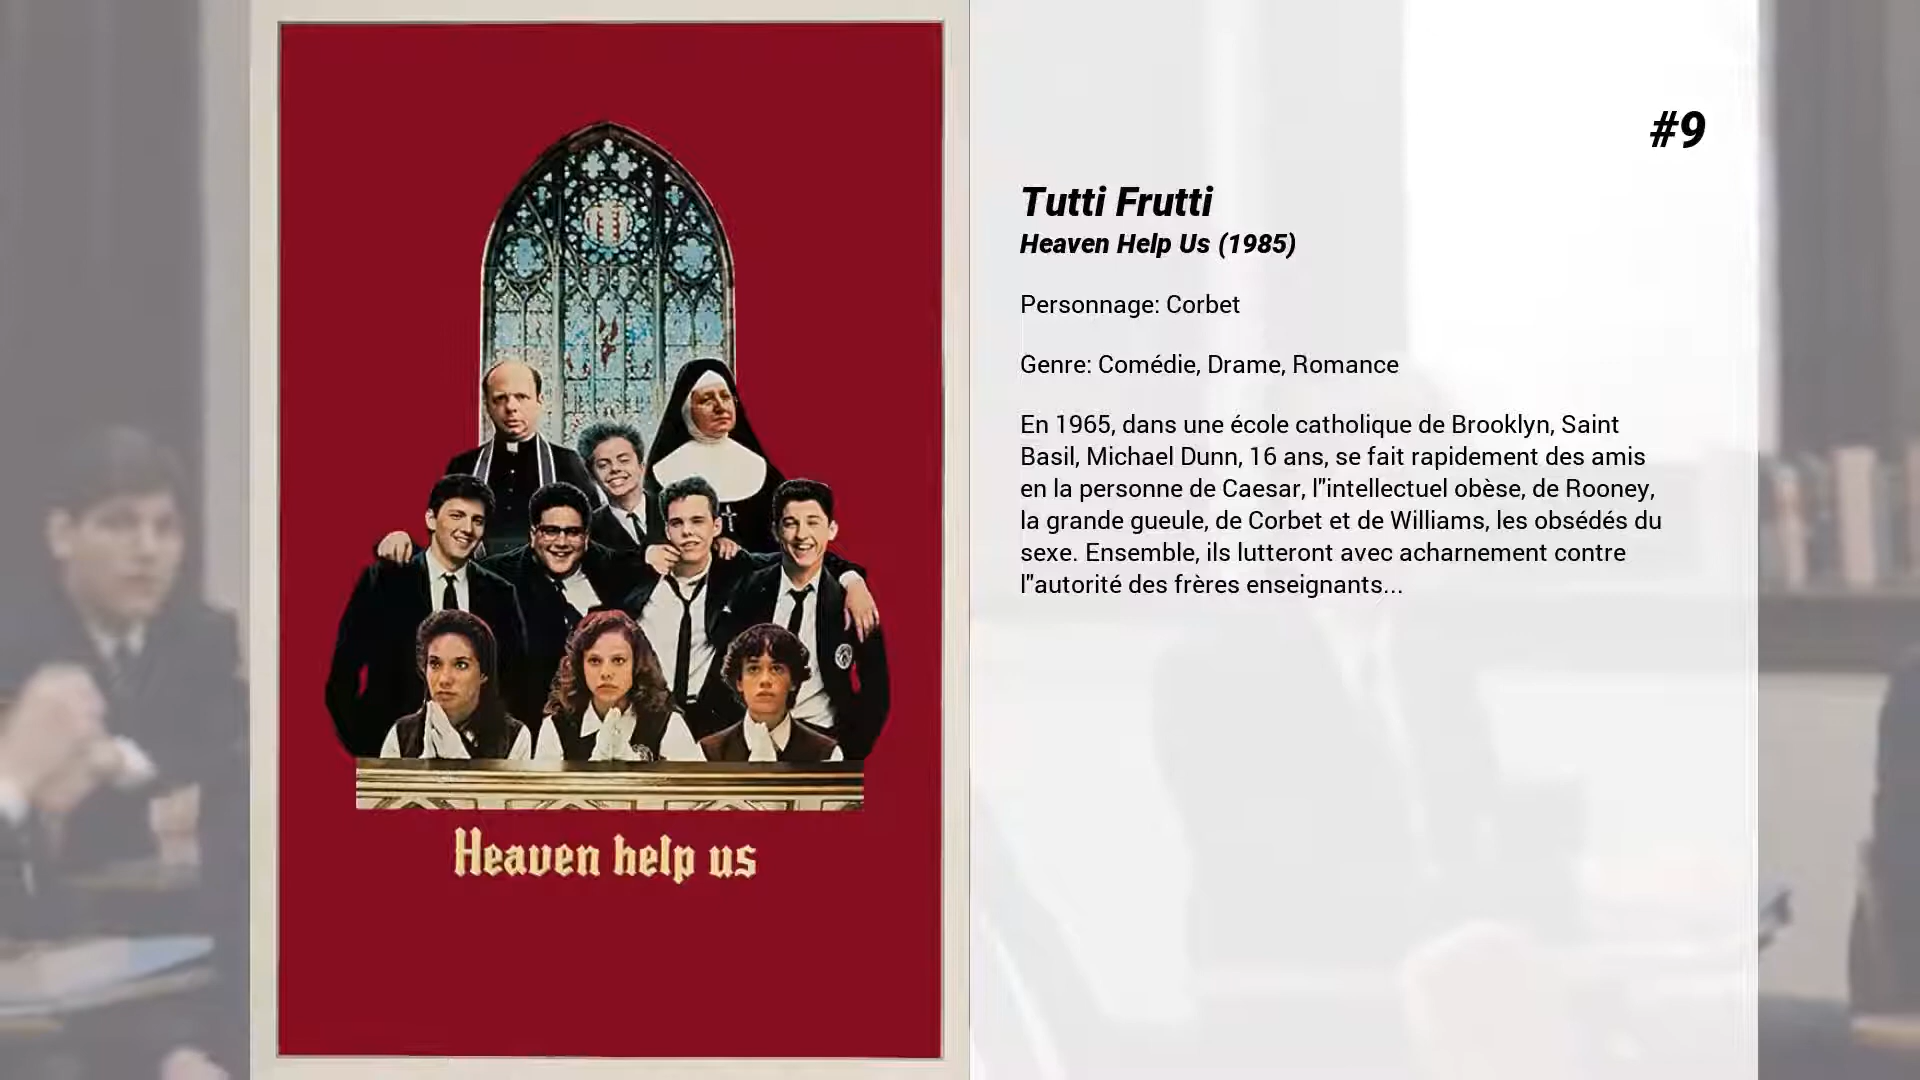 Heaven help us
#9
Tutti Frutti
Heaven Help Us (1985)
Personnage: Corbet
Genre: Comédie, Drame, Romance
En 1965, dans une école catholique de Brooklyn, Saint
Basil, Michael Dunn, 16 ans, se fait rapidement des amis
en la personne de Caesar, l"intellectuel obèse, de Rooney,
la grande gueule, de Corbet et de Williams, les obsédés du
sexe. Ensemble, ils lutteront avec acharnement contre
l"autorité des frères enseignants...